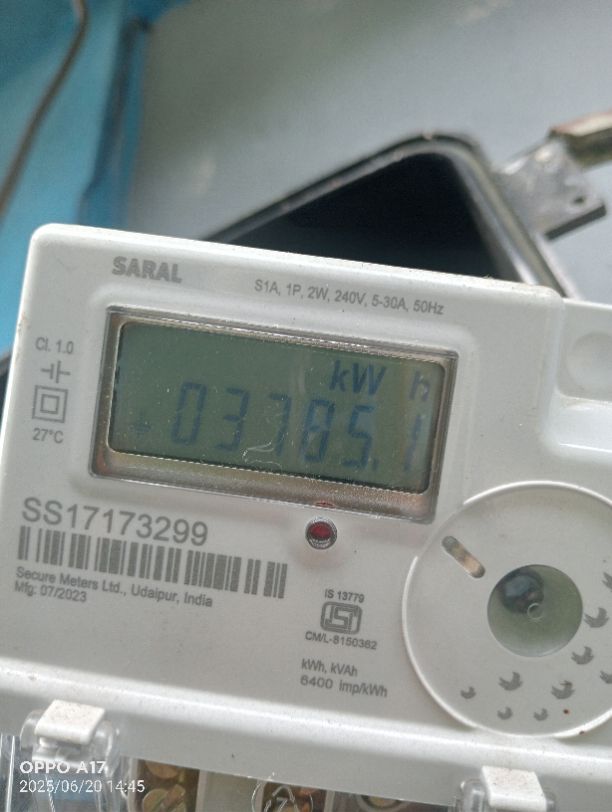 SARAL
S1A, 1P, 2W, 240V, 5-30A, 50Hz
Cl. 1.0
27°C
kW h
03785.1
SS17173299
Secure Meters Ltd., Udaipur, India
Mfg: 07/2023
IS 13779
ISI
CM/L-8150362
kWh, kVAh
6400 imp/kWh
OPPO A17
2025/06/20 14:45